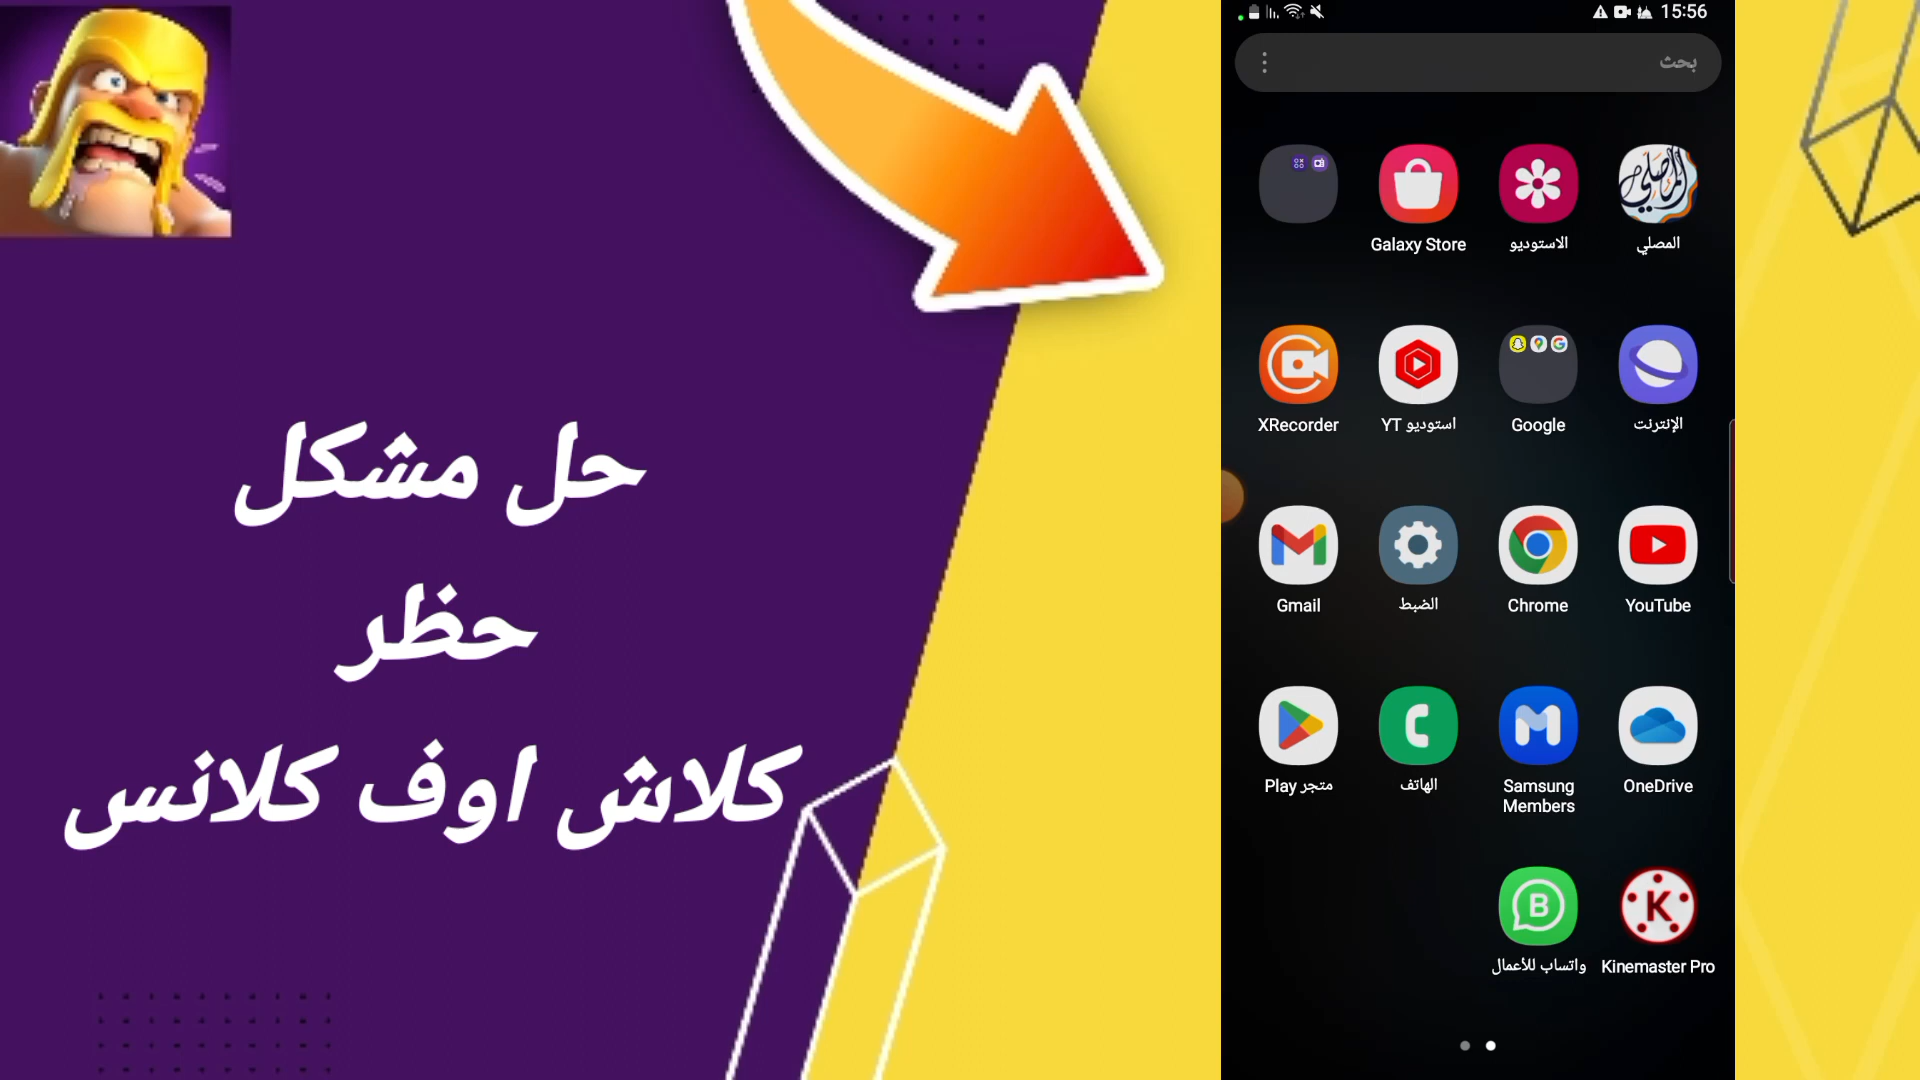 حل مشكل
حظر
كلاش اوف كلانس
15:56
بحث
المصلي
الاستوديو
Galaxy Store
الإنترنت
Google
استوديو YT
XRecorder
YouTube
Chrome
الضبط
Gmail
OneDrive
Samsung
Members
الهاتف
متجر Play
Kinemaster Pro
واتساب للأعمال